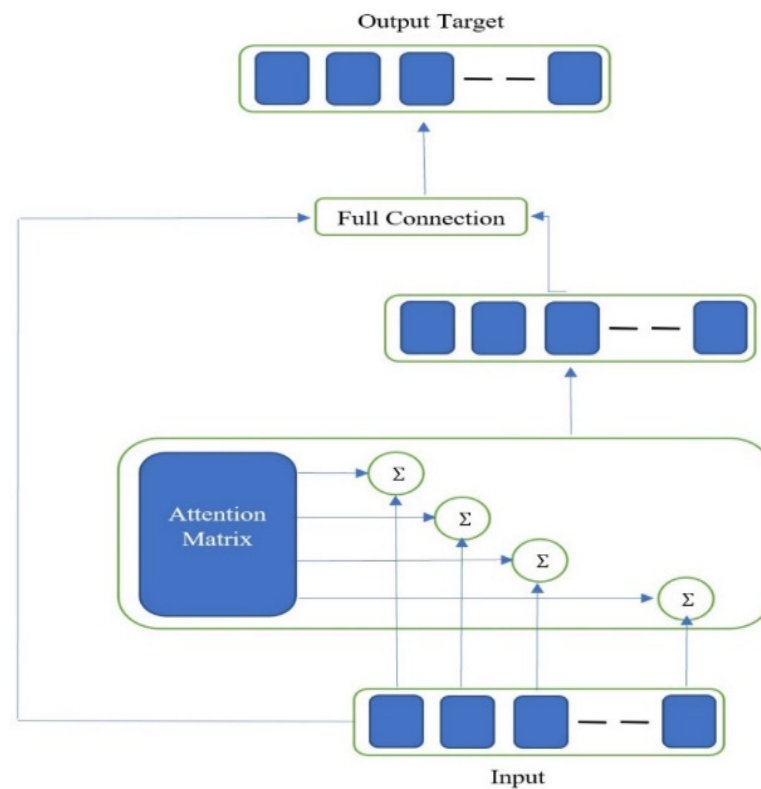 Output Target
Full Connection
Attention
Matrix
Σ
Σ
Σ
Σ
Input